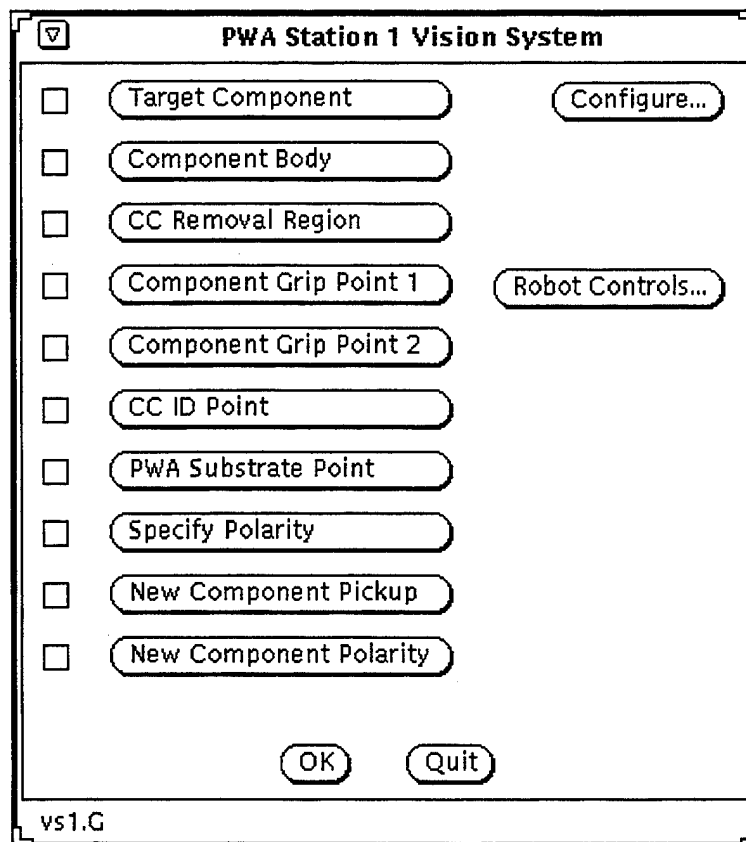 PWA Station 1 Vision System
Target Component
Configure...
Component Body
CC Removal Region
Component Grip Point 1
Robot Controls...
Component Grip Point 2
CC ID Point
PWA Substrate Point
Specify Polarity
New Component Pickup
New Component Polarity
OK
Quit
vs1.G